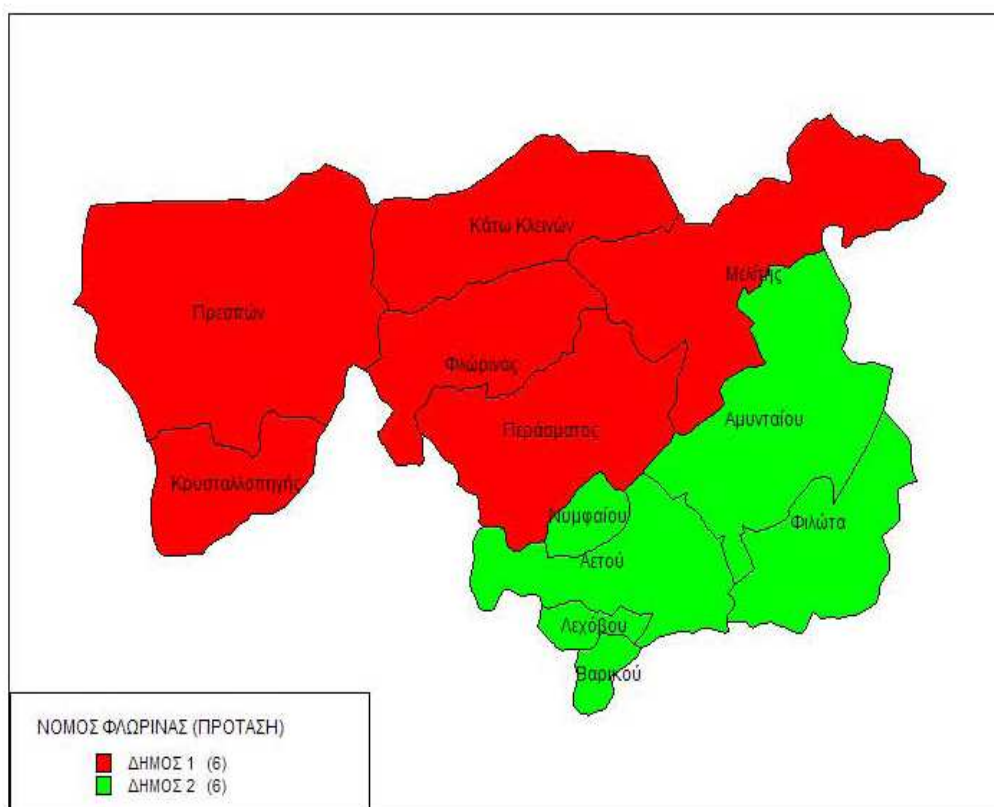 Κάτω Κλεινών
Μελίτης
Πρεσπών
Φλώρινας
Αμυνταίου
Περάσματος
Κρυσταλλοπηγής
Νυμφαίου
Φιλώτα
Αετού
Λεχόβου
Βαρικού
ΝΟΜΟΣ ΦΛΩΡΙΝΑΣ (ΠΡΟΤΑΣΗ)
ΔΗΜΟΣ 1 (6)
ΔΗΜΟΣ 2 (6)